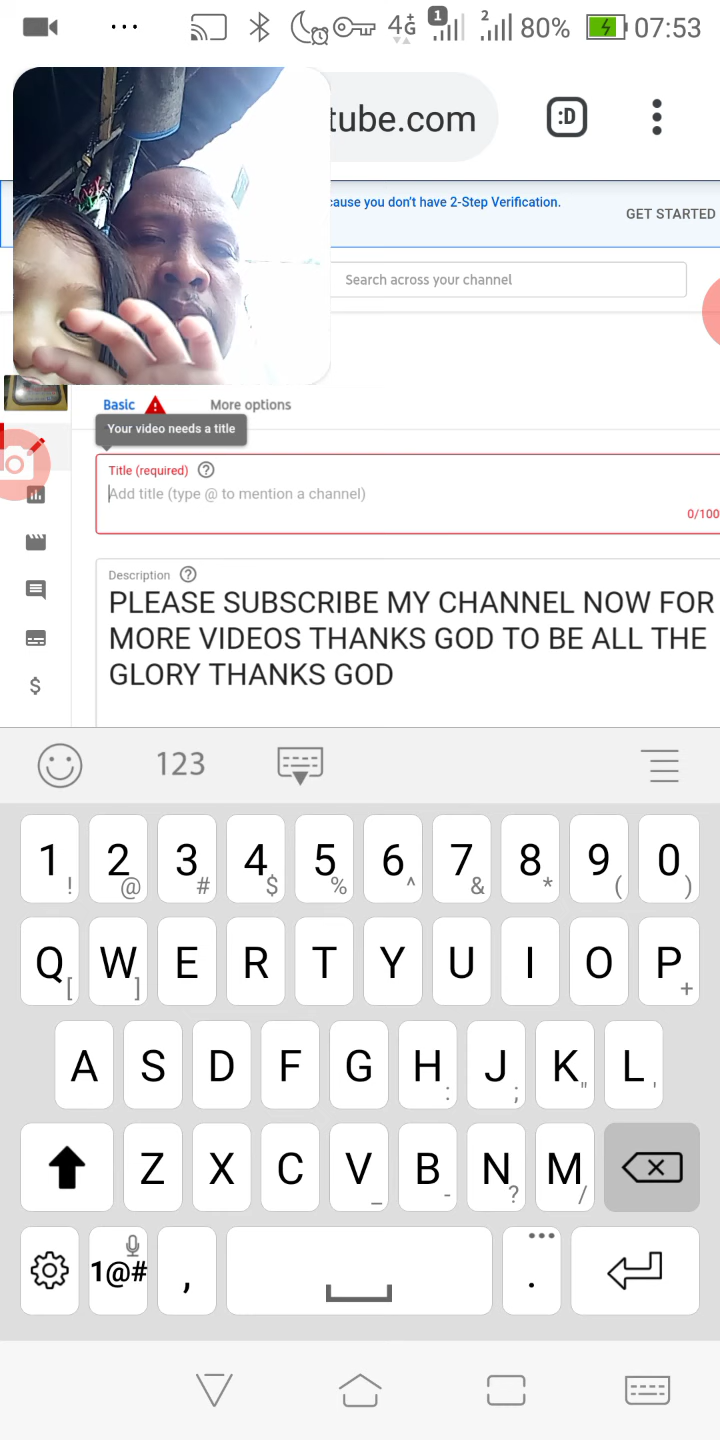 1 2
4G 80% 07:53
tube.com :D
cause you don't have 2-Step Verification.
GET STARTED
Search across your channel
Basic More options
Your video needs a title
Title (required)
Add title (type @ to mention a channel)
0/100
Description
PLEASE SUBSCRIBE MY CHANNEL NOW FOR
MORE VIDEOS THANKS GOD TO BE ALL THE
GLORY THANKS GOD
$
123
1 2 3 4 5 6 7 8 9 0
! @ # $ % ^ & * ( )
Q W E R T Y U I O P
[ ] +
A S D F G H J K L
: ; " '
Z X C V B N M
_ - ? /
1@# , .